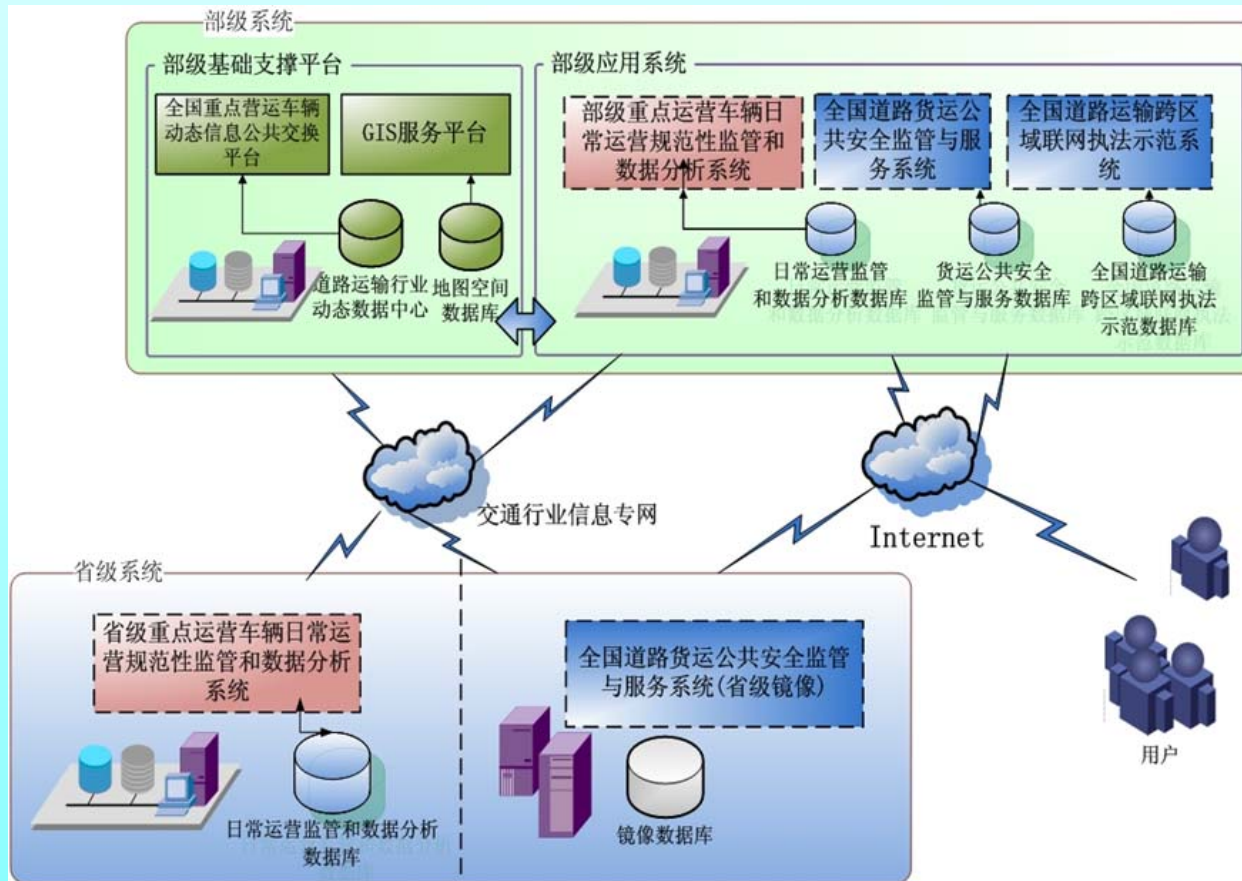 部级系统
部级基础支撑平台
全国重点营运车辆
动态信息公共交换
平台
GIS服务平台
道路运输行业
动态数据中心
地图空间
数据库
部级应用系统
部级重点运营车辆日
常运营规范性监管和
数据分析系统
全国道路货运公
共安全监管与服
务系统
全国道路运输跨区
域联网执法示范系
统
日常运营监管
和数据分析数据库
货运公共安全
监管与服务数据库
全国道路运输
跨区域联网执法
示范数据库
交通行业信息专网
Internet
省级系统
省级重点运营车辆日常运
营规范性监管和数据分析
系统
日常运营监管和数据分析
数据库
全国道路货运公共安全监管
与服务系统(省级镜像)
镜像数据库
用户